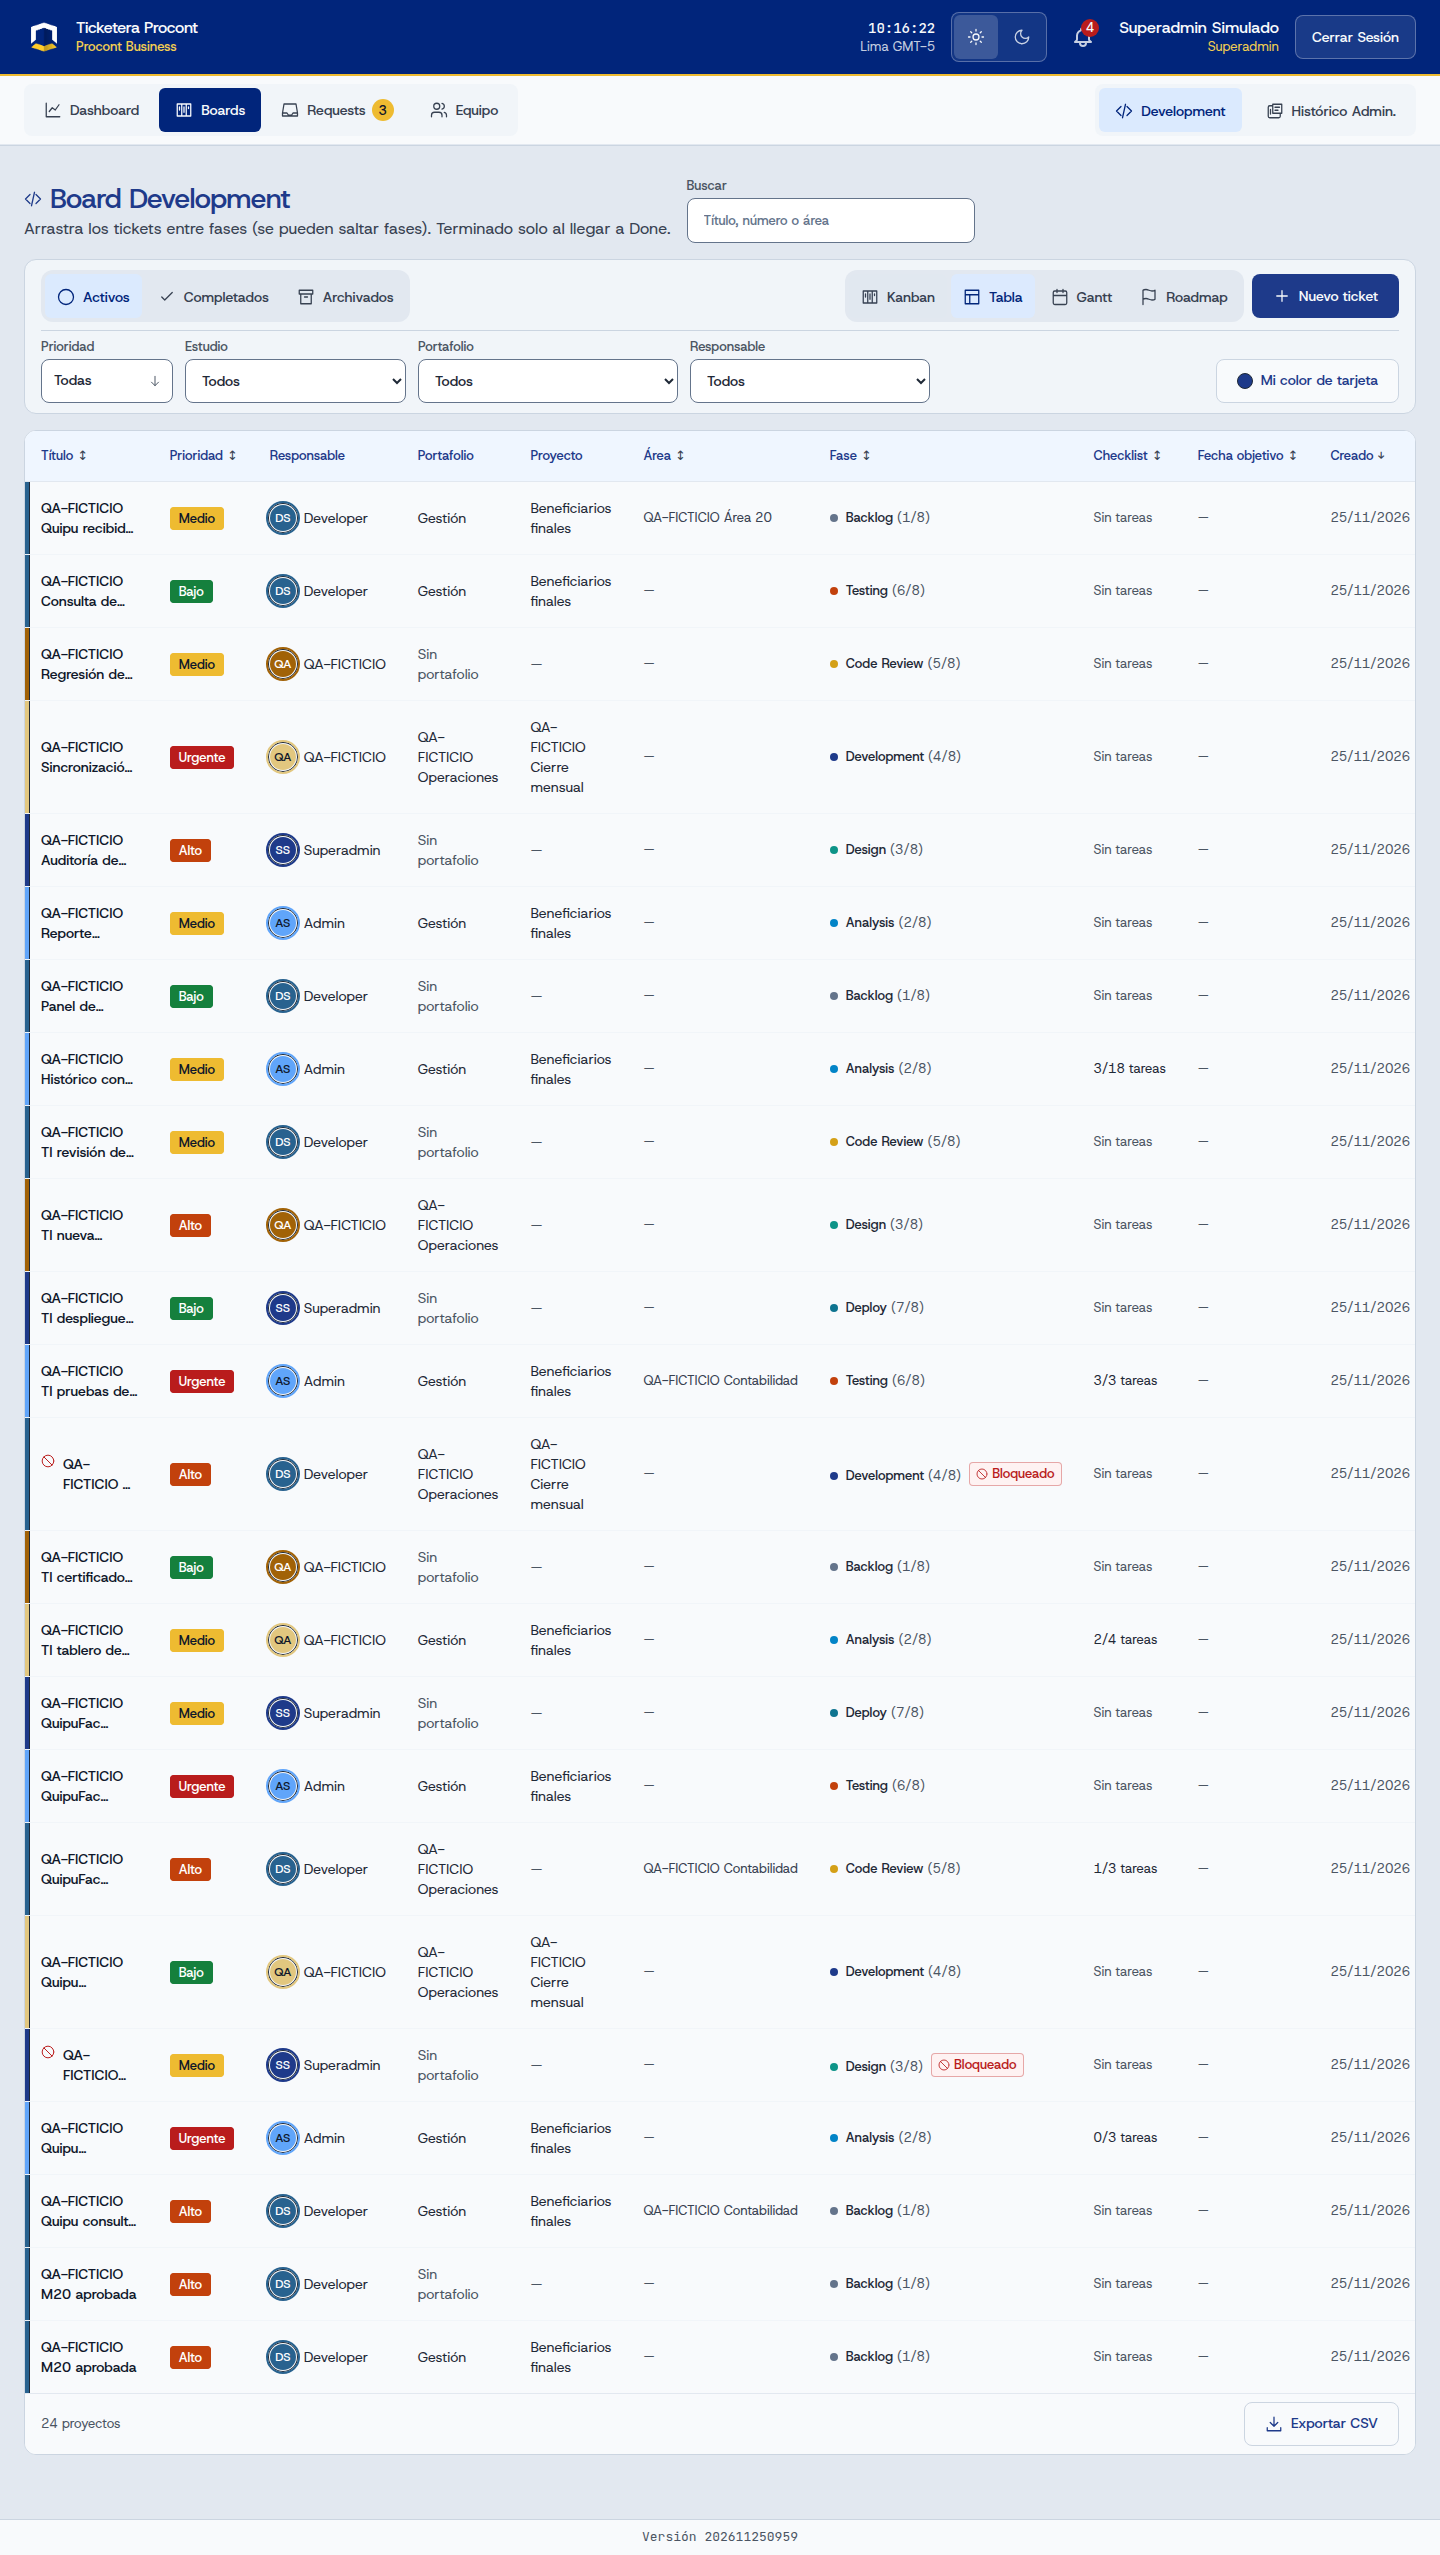 Ticketera Procont
Procont Business
10:16:22
Lima GMT-5
4
Superadmin Simulado
Superadmin
Cerrar Sesión
Dashboard
Boards
Requests 3
Equipo
Development
Histórico Admin.
Board Development
Arrastra los tickets entre fases (se pueden saltar fases). Terminado solo al llegar a Done.
Buscar
Título, número o área
Activos
Completados
Archivados
Kanban
Tabla
Gantt
Roadmap
+ Nuevo ticket
Prioridad
Todas ↓
Estudio
Todos
Portafolio
Todos
Responsable
Todos
Mi color de tarjeta
Título ↕ Prioridad ↕ Responsable Portafolio Proyecto Área ↕ Fase ↕ Checklist ↕ Fecha objetivo ↕ Creado ↓
QA-FICTICIO Quipu recibid… Medio DS Developer Gestión Beneficiarios finales QA-FICTICIO Área 20 Backlog (1/8) Sin tareas — 25/11/2026
QA-FICTICIO Consulta de… Bajo DS Developer Gestión Beneficiarios finales — Testing (6/8) Sin tareas — 25/11/2026
QA-FICTICIO Regresión de… Medio QA QA-FICTICIO Sin portafolio — — Code Review (5/8) Sin tareas — 25/11/2026
QA-FICTICIO Sincronizació… Urgente QA QA-FICTICIO QA-FICTICIO Operaciones QA-FICTICIO Cierre mensual — Development (4/8) Sin tareas — 25/11/2026
QA-FICTICIO Auditoría de… Alto SS Superadmin Sin portafolio — — Design (3/8) Sin tareas — 25/11/2026
QA-FICTICIO Reporte… Medio AS Admin Gestión Beneficiarios finales — Analysis (2/8) Sin tareas — 25/11/2026
QA-FICTICIO Panel de… Bajo DS Developer Sin portafolio — — Backlog (1/8) Sin tareas — 25/11/2026
QA-FICTICIO Histórico con… Medio AS Admin Gestión Beneficiarios finales — Analysis (2/8) 3/18 tareas — 25/11/2026
QA-FICTICIO TI revisión de… Medio DS Developer Sin portafolio — — Code Review (5/8) Sin tareas — 25/11/2026
QA-FICTICIO TI nueva… Alto QA QA-FICTICIO QA-FICTICIO Operaciones — — Design (3/8) Sin tareas — 25/11/2026
QA-FICTICIO TI despliegue… Bajo SS Superadmin Sin portafolio — — Deploy (7/8) Sin tareas — 25/11/2026
QA-FICTICIO TI pruebas de… Urgente AS Admin Gestión Beneficiarios finales QA-FICTICIO Contabilidad Testing (6/8) 3/3 tareas — 25/11/2026
QA-FICTICIO … Alto DS Developer QA-FICTICIO Operaciones QA-FICTICIO Cierre mensual — Development (4/8) Bloqueado Sin tareas — 25/11/2026
QA-FICTICIO TI certificado… Bajo QA QA-FICTICIO Sin portafolio — — Backlog (1/8) Sin tareas — 25/11/2026
QA-FICTICIO TI tablero de… Medio QA QA-FICTICIO Gestión Beneficiarios finales — Analysis (2/8) 2/4 tareas — 25/11/2026
QA-FICTICIO QuipuFac… Medio SS Superadmin Sin portafolio — — Deploy (7/8) Sin tareas — 25/11/2026
QA-FICTICIO QuipuFac… Urgente AS Admin Gestión Beneficiarios finales — Testing (6/8) Sin tareas — 25/11/2026
QA-FICTICIO QuipuFac… Alto DS Developer QA-FICTICIO Operaciones — QA-FICTICIO Contabilidad Code Review (5/8) 1/3 tareas — 25/11/2026
QA-FICTICIO Quipu… Bajo QA QA-FICTICIO QA-FICTICIO Operaciones QA-FICTICIO Cierre mensual — Development (4/8) Sin tareas — 25/11/2026
QA-FICTICIO… Medio SS Superadmin Sin portafolio — — Design (3/8) Bloqueado Sin tareas — 25/11/2026
QA-FICTICIO Quipu… Urgente AS Admin Gestión Beneficiarios finales — Analysis (2/8) 0/3 tareas — 25/11/2026
QA-FICTICIO Quipu consult… Alto DS Developer Gestión Beneficiarios finales QA-FICTICIO Contabilidad Backlog (1/8) Sin tareas — 25/11/2026
QA-FICTICIO M20 aprobada Alto DS Developer Sin portafolio — — Backlog (1/8) Sin tareas — 25/11/2026
QA-FICTICIO M20 aprobada Alto DS Developer Gestión Beneficiarios finales — Backlog (1/8) Sin tareas — 25/11/2026
24 proyectos
Exportar CSV
Versión 202611250959